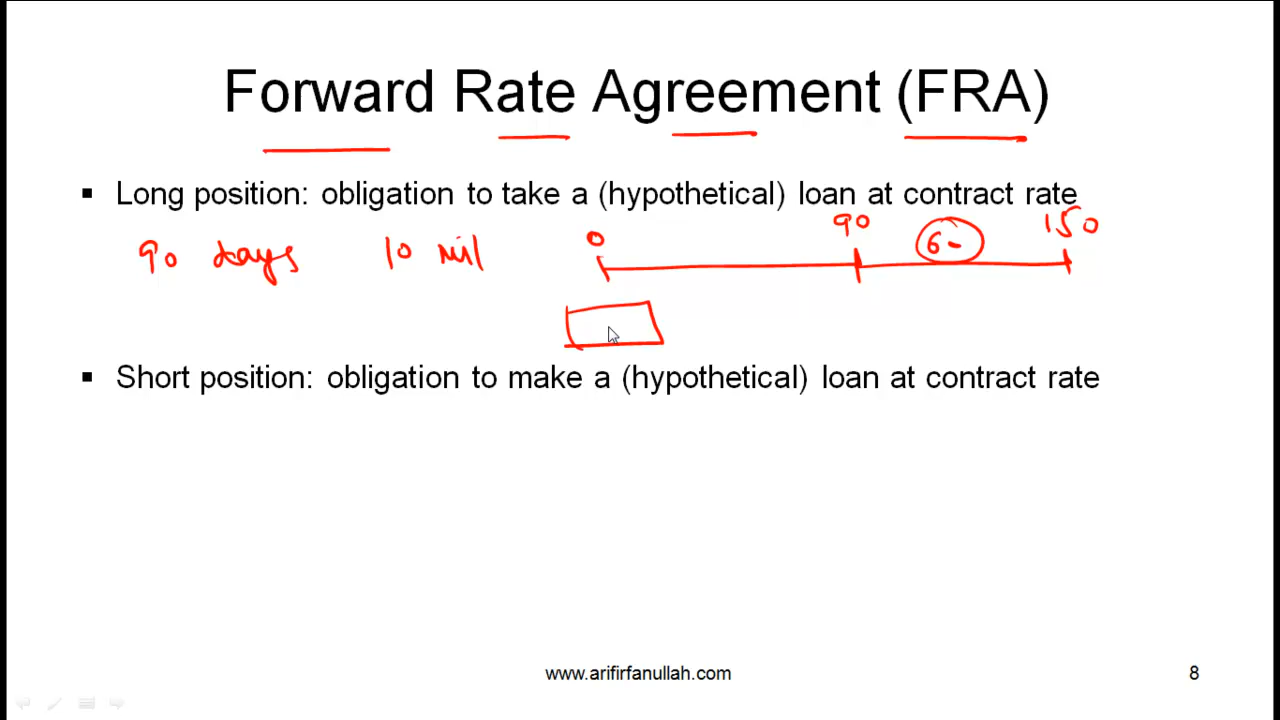 Forward Rate Agreement (FRA)
▪ Long position: obligation to take a (hypothetical) loan at contract rate
90 days 10 mil 0 90 60 150
▪ Short position: obligation to make a (hypothetical) loan at contract rate
www.arifirfanullah.com 8